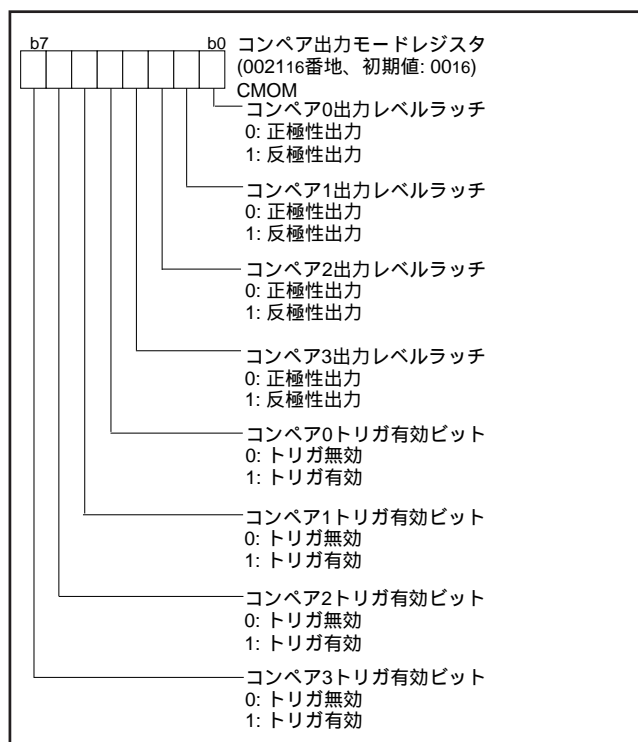 b7 b0 コンペア出力モードレジスタ
(002116番地、初期値: 0016)
CMOM
コンペア0出力レベルラッチ
0: 正極性出力
1: 反極性出力
コンペア1出力レベルラッチ
0: 正極性出力
1: 反極性出力
コンペア2出力レベルラッチ
0: 正極性出力
1: 反極性出力
コンペア3出力レベルラッチ
0: 正極性出力
1: 反極性出力
コンペア0トリガ有効ビット
0: トリガ無効
1: トリガ有効
コンペア1トリガ有効ビット
0: トリガ無効
1: トリガ有効
コンペア2トリガ有効ビット
0: トリガ無効
1: トリガ有効
コンペア3トリガ有効ビット
0: トリガ無効
1: トリガ有効